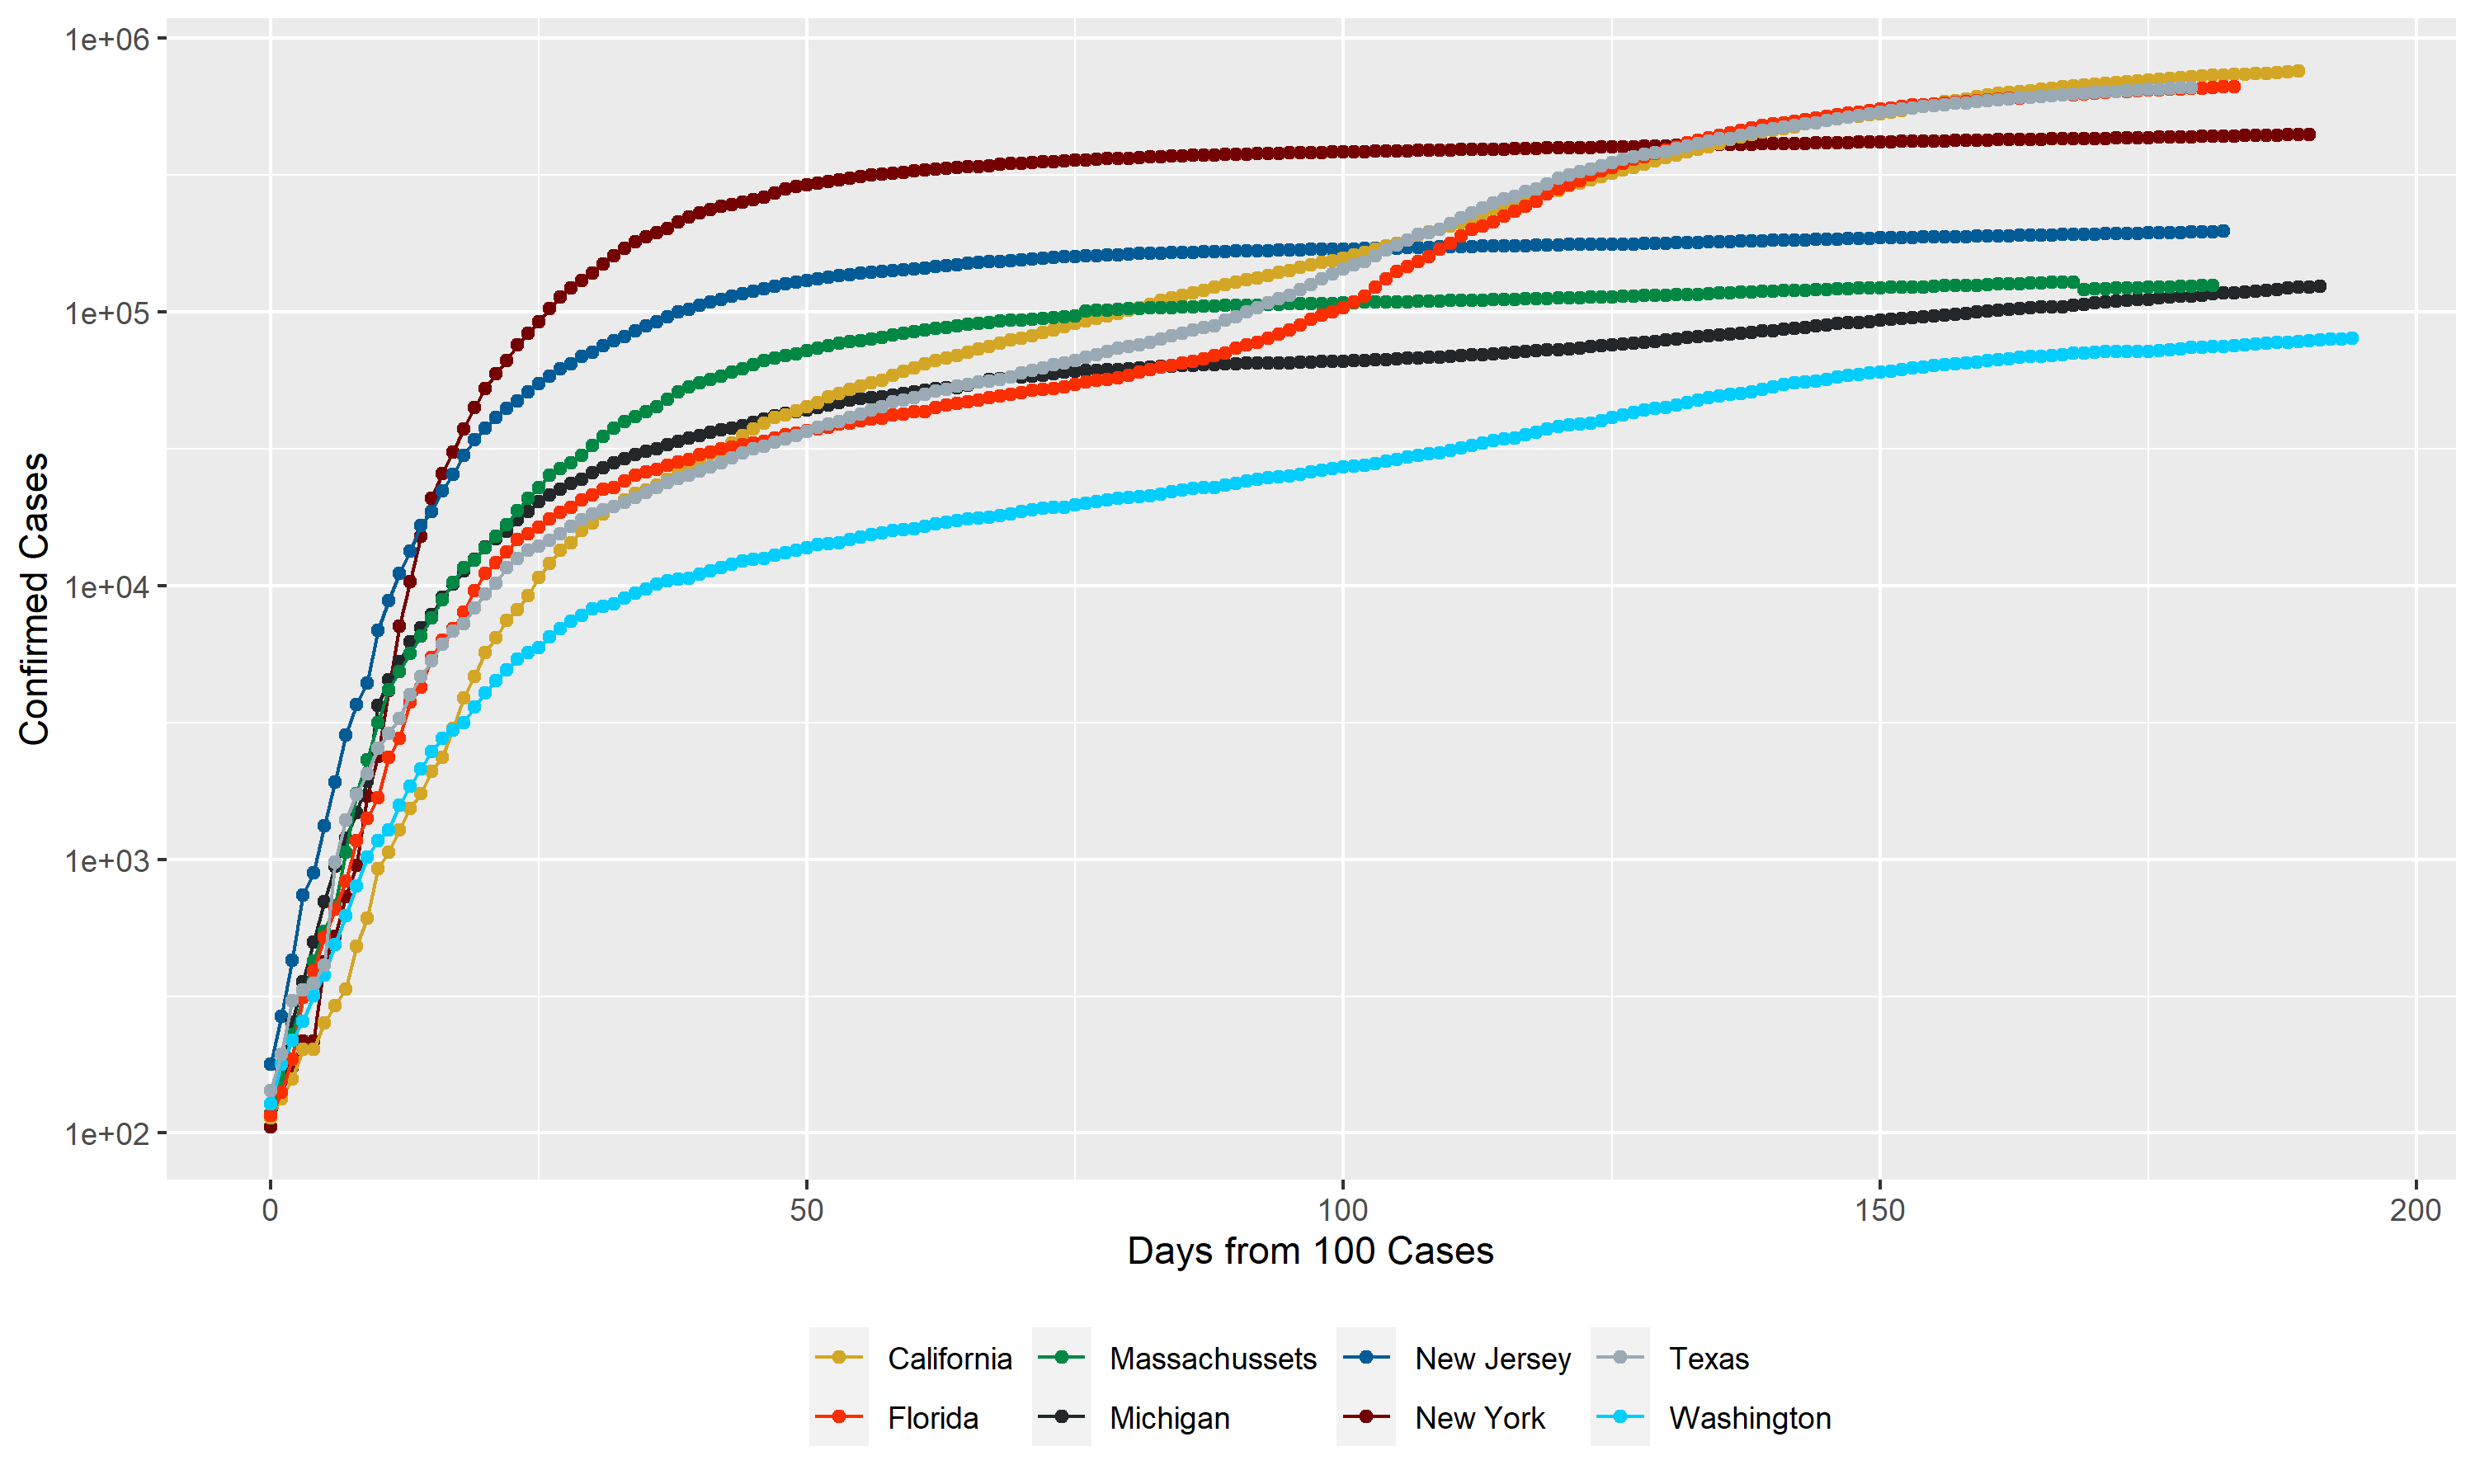 1e+06
1e+05
1e+04
1e+03
1e+02
Confirmed Cases
0 50 100 150 200
Days from 100 Cases
California Massachussets New Jersey Texas
Florida Michigan New York Washington